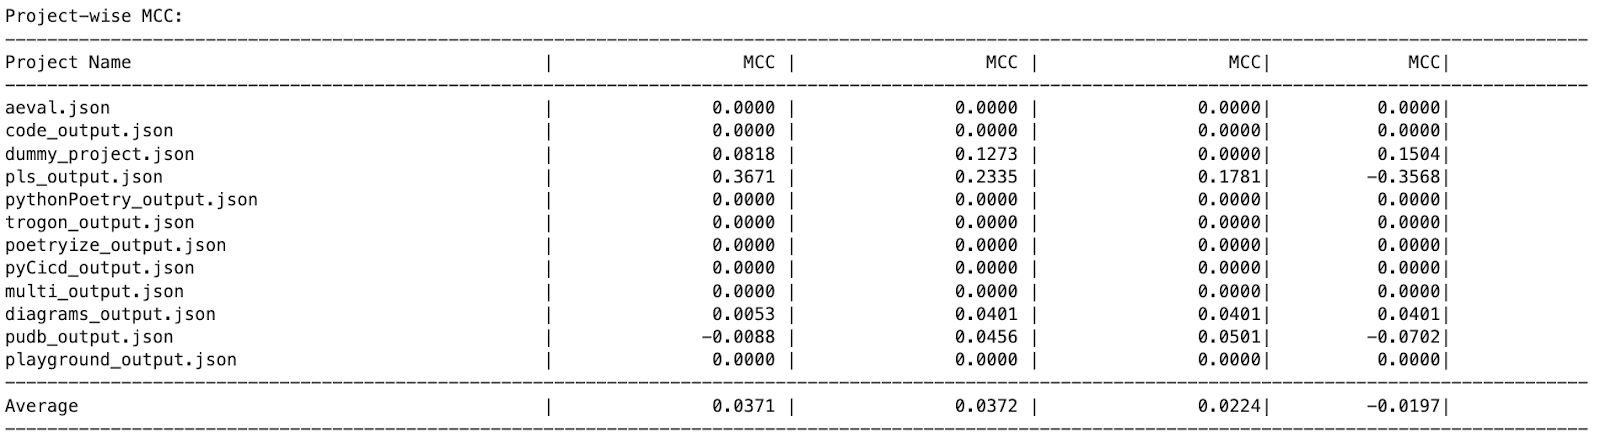 Project-wise MCC:
Project Name | MCC | MCC | MCC| MCC|
aeval.json | 0.0000 | 0.0000 | 0.0000| 0.0000|
code_output.json | 0.0000 | 0.0000 | 0.0000| 0.0000|
dummy_project.json | 0.0818 | 0.1273 | 0.0000| 0.1504|
pls_output.json | 0.3671 | 0.2335 | 0.1781| -0.3568|
pythonPoetry_output.json | 0.0000 | 0.0000 | 0.0000| 0.0000|
trogon_output.json | 0.0000 | 0.0000 | 0.0000| 0.0000|
poetryize_output.json | 0.0000 | 0.0000 | 0.0000| 0.0000|
pyCicd_output.json | 0.0000 | 0.0000 | 0.0000| 0.0000|
multi_output.json | 0.0000 | 0.0000 | 0.0000| 0.0000|
diagrams_output.json | 0.0053 | 0.0401 | 0.0401| 0.0401|
pudb_output.json | -0.0088 | 0.0456 | 0.0501| -0.0702|
playground_output.json | 0.0000 | 0.0000 | 0.0000| 0.0000|
Average | 0.0371 | 0.0372 | 0.0224| -0.0197|